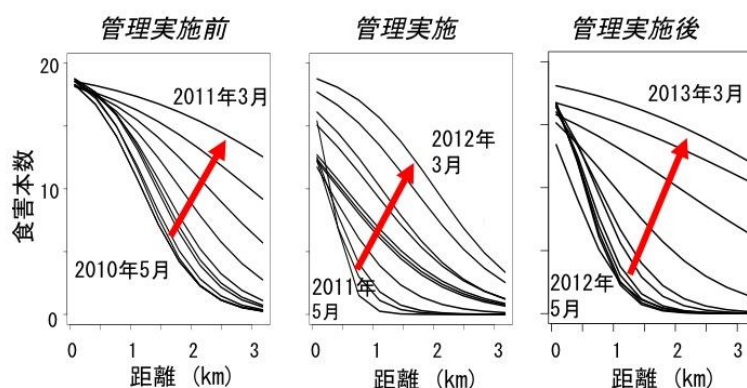 管理実施前
管理実施
管理実施後
食害本数
20
10
0
2011年3月
2010年5月
0 1 2 3
距離 (km)
2012年
3月
2011年
5月
0 1 2 3
距離 (km)
2013年3月
2012年
5月
0 1 2 3
距離 (km)